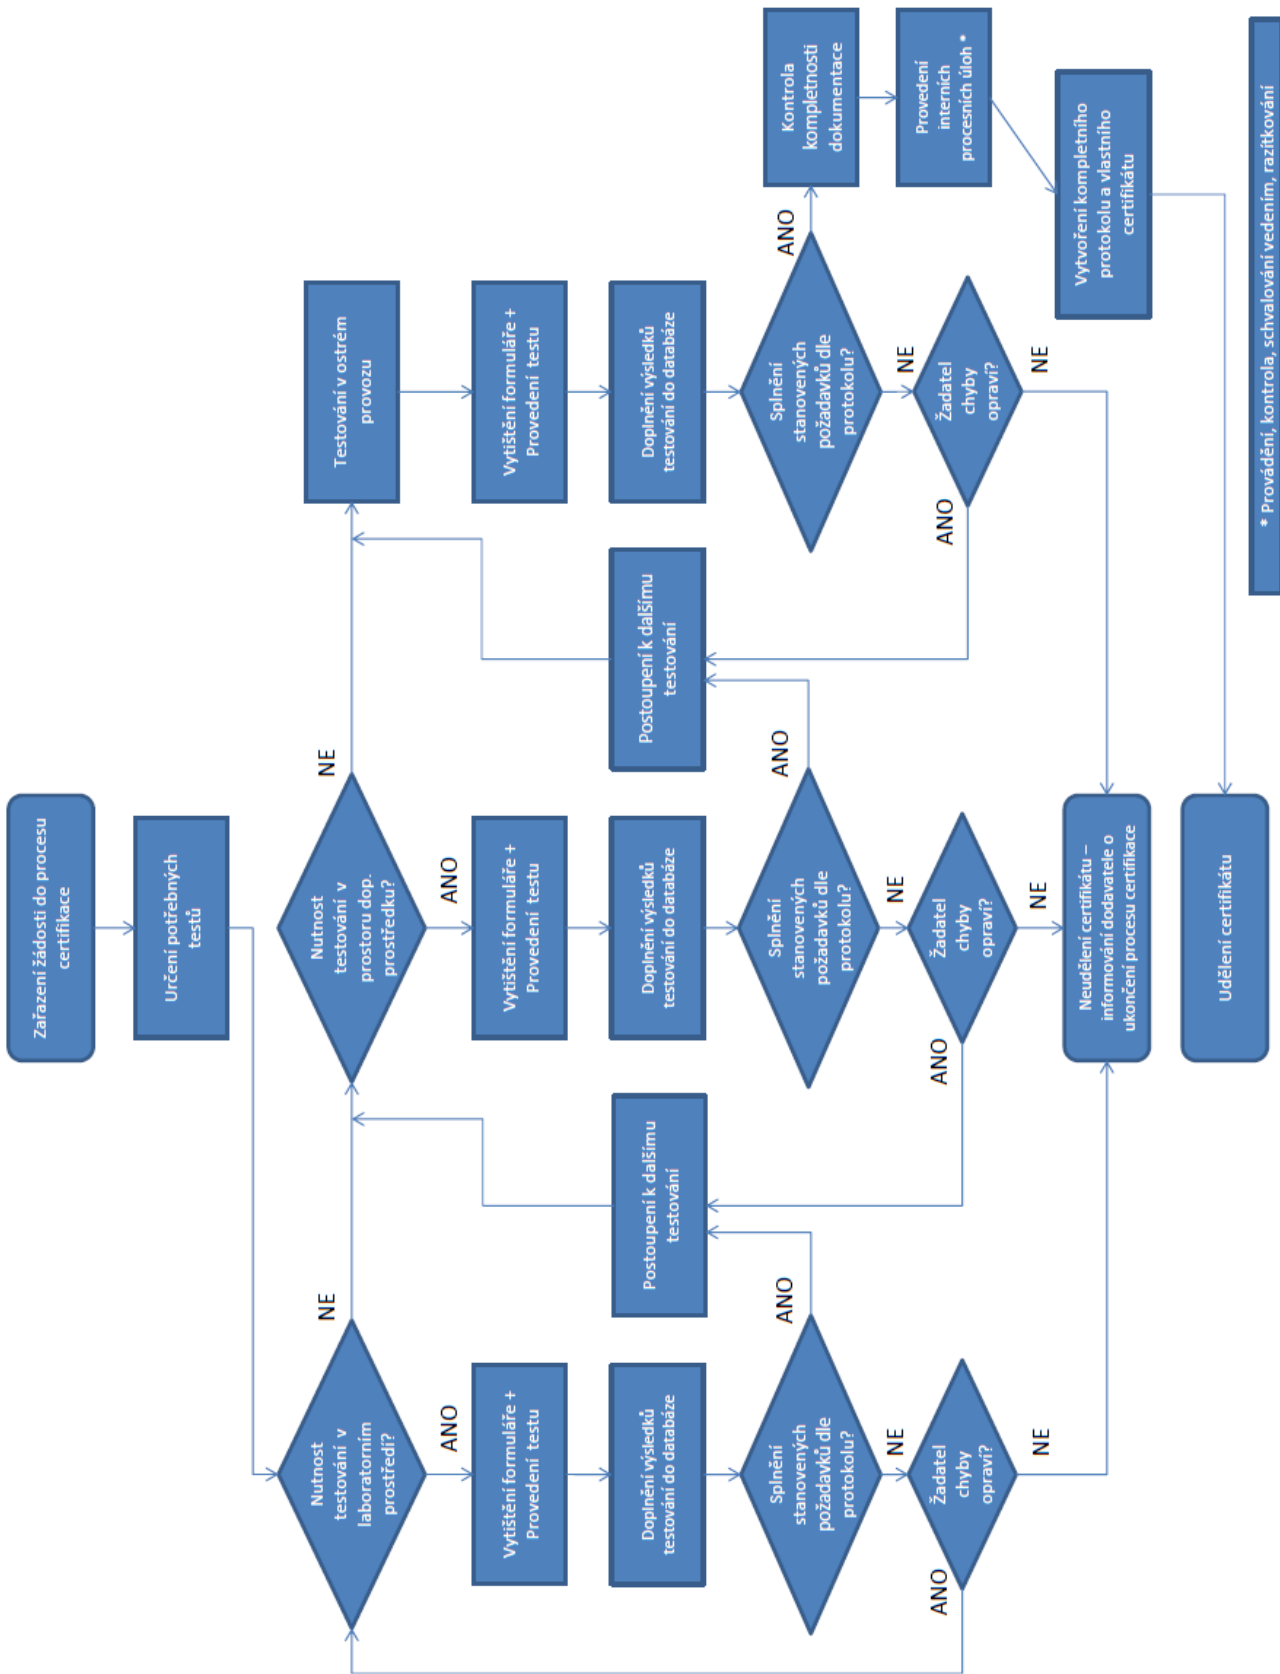 Zařazení žádosti do procesu
certifikace
Určení potřebných
testů
Nutnost
testování v
laboratorním
prostředí?
NE
ANO
Vytištění formuláře +
Provedení testu
Doplnění výsledků
testování do databáze
Splnění
stanovených
požadavků dle
protokolu?
ANO
NE
Žadatel
chyby
opraví?
ANO
NE
Postoupení k dalšímu
testování
Nutnost
testování v
prostoru dop.
prostředku?
NE
ANO
Vytištění formuláře +
Provedení testu
Doplnění výsledků
testování do databáze
Splnění
stanovených
požadavků dle
protokolu?
ANO
NE
Žadatel
chyby
opraví?
ANO
NE
Postoupení k dalšímu
testování
Testování v ostrém
provozu
Vytištění formuláře +
Provedení testu
Doplnění výsledků
testování do databáze
Splnění
stanovených
požadavků dle
protokolu?
ANO
NE
Žadatel
chyby
opraví?
ANO
NE
Kontrola
kompletnosti
dokumentace
Provedení
interních
procesních úloh *
Vytvoření kompletního
protokolu a vlastního
certifikátu
Neudělení certifikátu –
informování dodavatele o
ukončení procesu certifikace
Udělení certifikátu
* Provádění, kontrola, schvalování vedením, razítkování